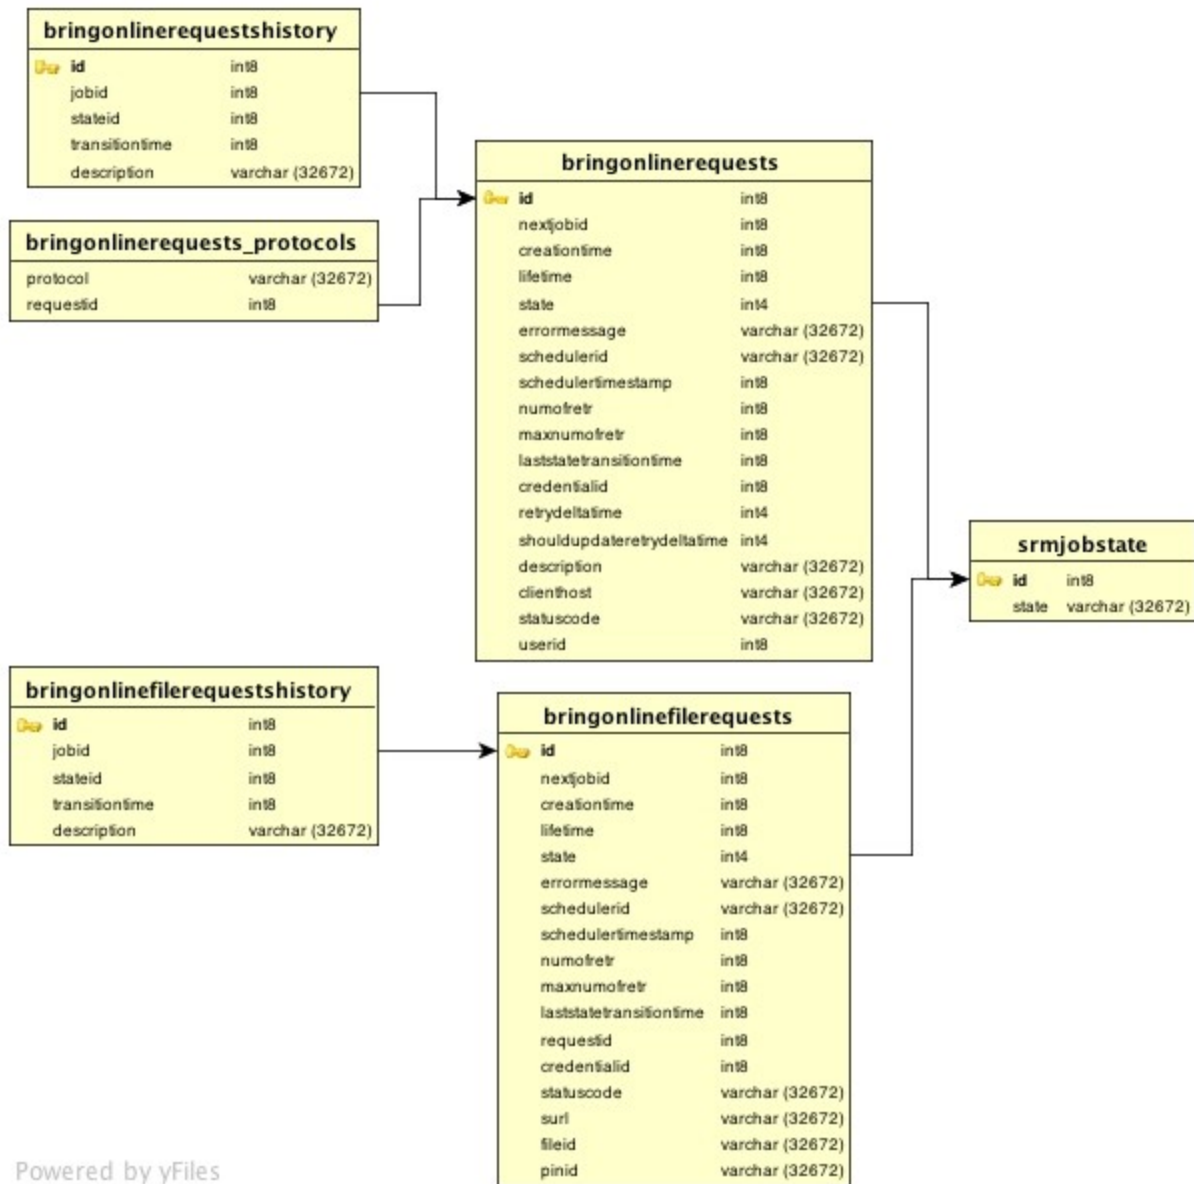 bringonlinerequestshistory
id int8
jobid int8
stateid int8
transitiontime int8
description varchar (32672)
bringonlinerequests_protocols
protocol varchar (32672)
requestid int8
bringonlinerequests
id int8
nextjobid int8
creationtime int8
lifetime int8
state int4
errormessage varchar (32672)
schedulerid varchar (32672)
schedulertimestamp int8
numofretr int8
maxnumofretr int8
laststatetransitiontime int8
credentialid int8
retrydeltatime int4
shouldupdateretrydeltatime int4
description varchar (32672)
clienthost varchar (32672)
statuscode varchar (32672)
userid int8
srmjobstate
id int8
state varchar (32672)
bringonlinefilerequestshistory
id int8
jobid int8
stateid int8
transitiontime int8
description varchar (32672)
bringonlinefilerequests
id int8
nextjobid int8
creationtime int8
lifetime int8
state int4
errormessage varchar (32672)
schedulerid varchar (32672)
schedulertimestamp int8
numofretr int8
maxnumofretr int8
laststatetransitiontime int8
requestid int8
credentialid int8
statuscode varchar (32672)
surl varchar (32672)
fileid varchar (32672)
pinid varchar (32672)
Powered by yFiles